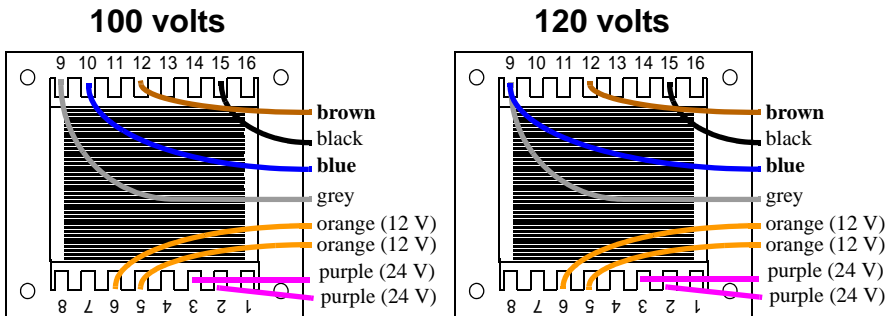 100 volts
9 10 11 12 13 14 15 16
brown
black
blue
grey
orange (12 V)
orange (12 V)
purple (24 V)
purple (24 V)
8 7 6 5 4 3 2 1
120 volts
9 10 11 12 13 14 15 16
brown
black
blue
grey
orange (12 V)
orange (12 V)
purple (24 V)
purple (24 V)
8 7 6 5 4 3 2 1